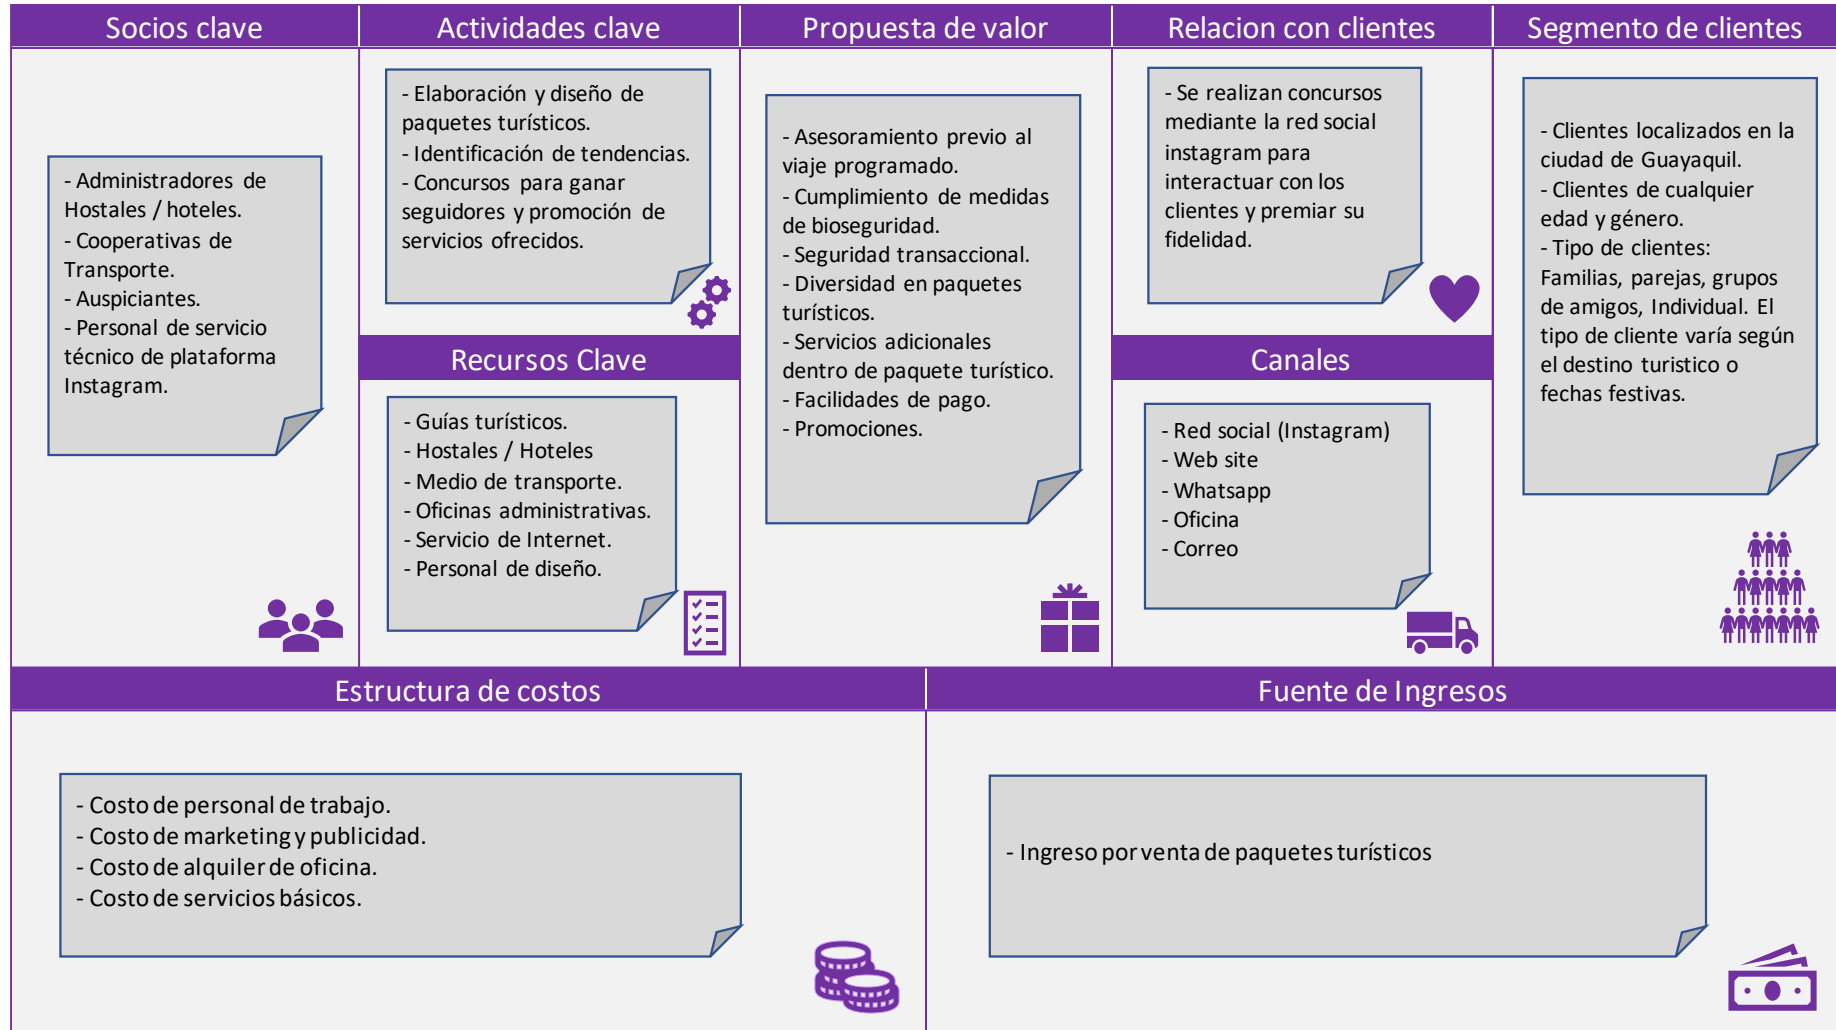 Socios clave
- Administradores de
Hostales / hoteles.
- Cooperativas de
Transporte.
- Auspiciantes.
- Personal de servicio
técnico de plataforma
Instagram.
Actividades clave
- Elaboración y diseño de
paquetes turísticos.
- Identificación de tendencias.
- Concursos para ganar
seguidores y promoción de
servicios ofrecidos.
Recursos Clave
- Guías turísticos.
- Hostales / Hoteles
- Medio de transporte.
- Oficinas administrativas.
- Servicio de Internet.
- Personal de diseño.
Propuesta de valor
- Asesoramiento previo al
viaje programado.
- Cumplimiento de medidas
de bioseguridad.
- Seguridad transaccional.
- Diversidad en paquetes
turísticos.
- Servicios adicionales
dentro de paquete turístico.
- Facilidades de pago.
- Promociones.
Relacion con clientes
- Se realizan concursos
mediante la red social
instagram para
interactuar con los
clientes y premiar su
fidelidad.
Canales
- Red social (Instagram)
- Web site
- Whatsapp
- Oficina
- Correo
Segmento de clientes
- Clientes localizados en la
ciudad de Guayaquil.
- Clientes de cualquier
edad y género.
- Tipo de clientes:
Familias, parejas, grupos
de amigos, Individual. El
tipo de cliente varía según
el destino turistico o
fechas festivas.
Estructura de costos
- Costo de personal de trabajo.
- Costo de marketing y publicidad.
- Costo de alquiler de oficina.
- Costo de servicios básicos.
Fuente de Ingresos
- Ingreso por venta de paquetes turísticos